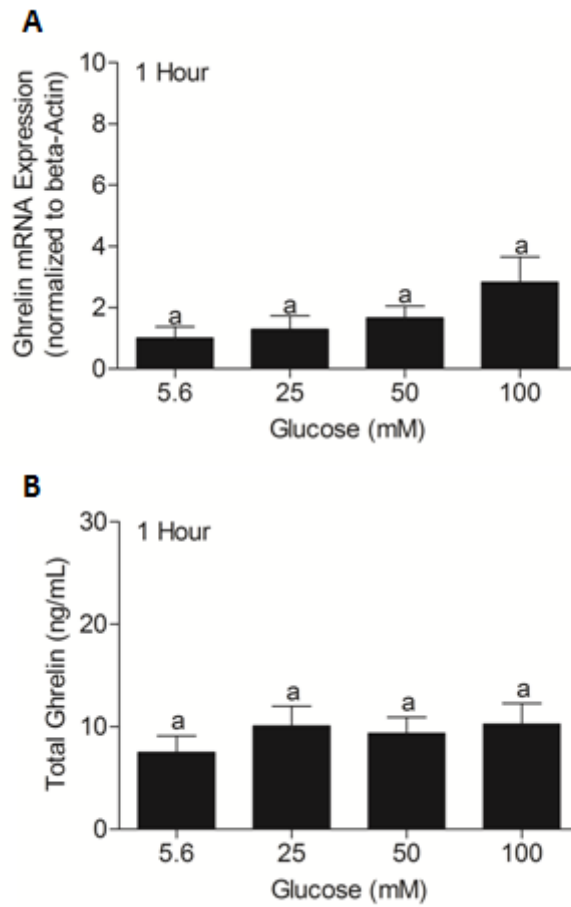 A
Ghrelin mRNA Expression
(normalized to beta-Actin)
10
8
6
4
2
0
1 Hour
a
a
a
a
5.6
25
50
100
Glucose (mM)
B
Total Ghrelin (ng/mL)
30
20
10
0
1 Hour
a
a
a
a
5.6
25
50
100
Glucose (mM)